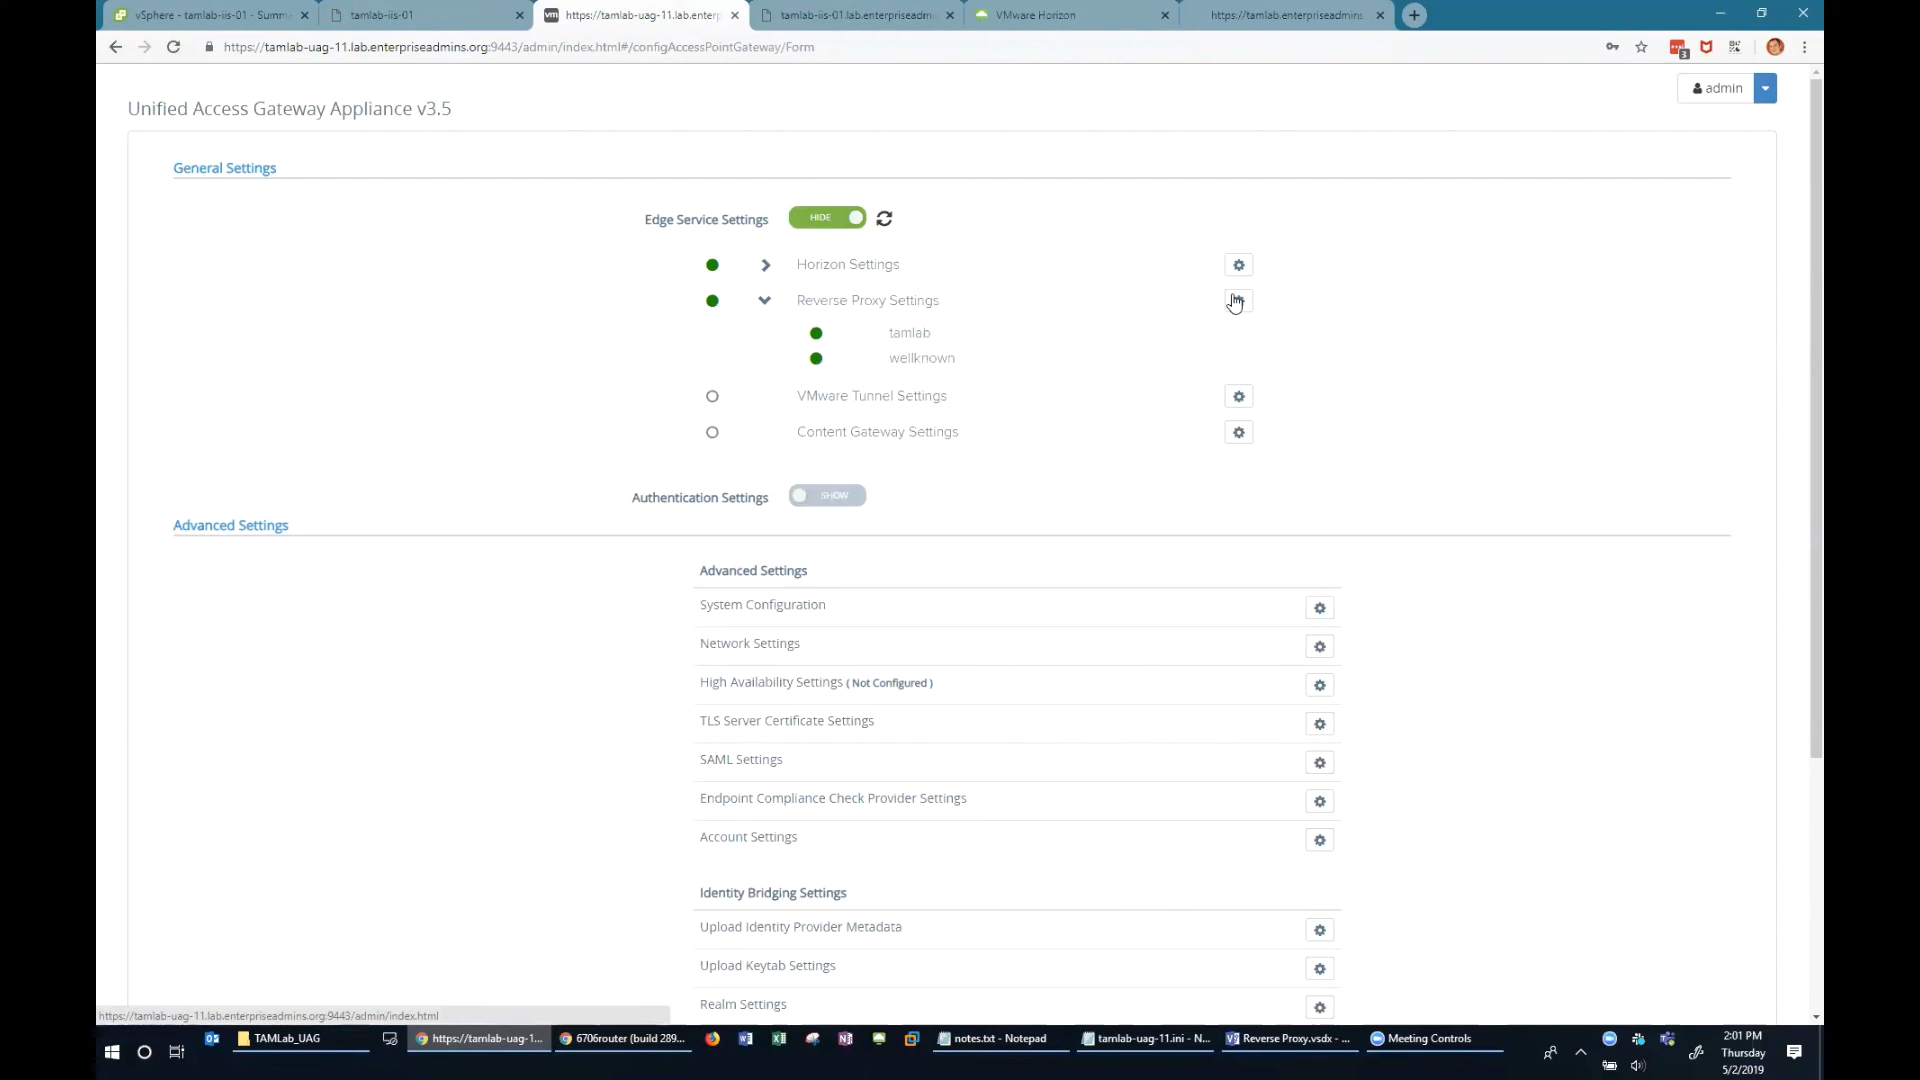 vSphere - tamlab-iis-01 - Summ
tamlab-iis-01
https://tamlab-uag-11.lab.enterpr
tamlab-iis-01.lab.enterpriseadmi
VMware Horizon
https://tamlab.enterpriseadmins
https://tamlab-uag-11.lab.enterpriseadmins.org:9443/admin/index.html#/configAccessPointGateway/Form
3
admin
Unified Access Gateway Appliance v3.5
General Settings
Edge Service Settings
HIDE
Horizon Settings
Reverse Proxy Settings
tamlab
wellknown
VMware Tunnel Settings
Content Gateway Settings
Authentication Settings
SHOW
Advanced Settings
Advanced Settings
System Configuration
Network Settings
High Availability Settings ( Not Configured )
TLS Server Certificate Settings
SAML Settings
Endpoint Compliance Check Provider Settings
Account Settings
Identity Bridging Settings
Upload Identity Provider Metadata
Upload Keytab Settings
Realm Settings
https://tamlab-uag-11.lab.enterpriseadmins.org:9443/admin/index.html
TAMLab_UAG
https://tamlab-uag-1...
6706router (build 289...
notes.txt - Notepad
tamlab-uag-11.ini - N...
Reverse Proxy.vsdx - ...
Meeting Controls
2:01 PM
Thursday
5/2/2019